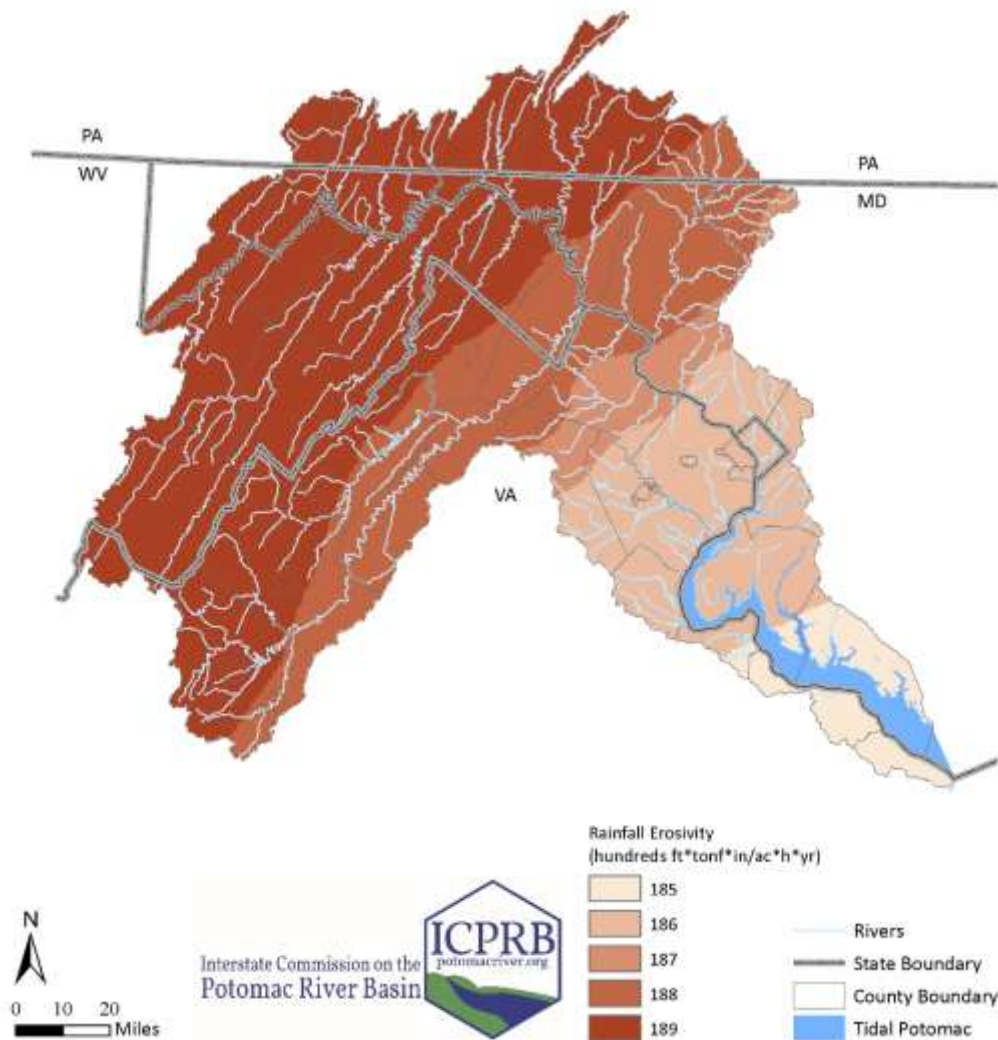 PA
WV
PA
MD
VA
Rainfall Erosivity
(hundreds ft*tonf*in/ac*h*yr)
185
186
187
188
189
Rivers
State Boundary
County Boundary
Tidal Potomac
N
0 10 20
Miles
Interstate Commission on the
Potomac River Basin
ICPRB
potomacriver.org